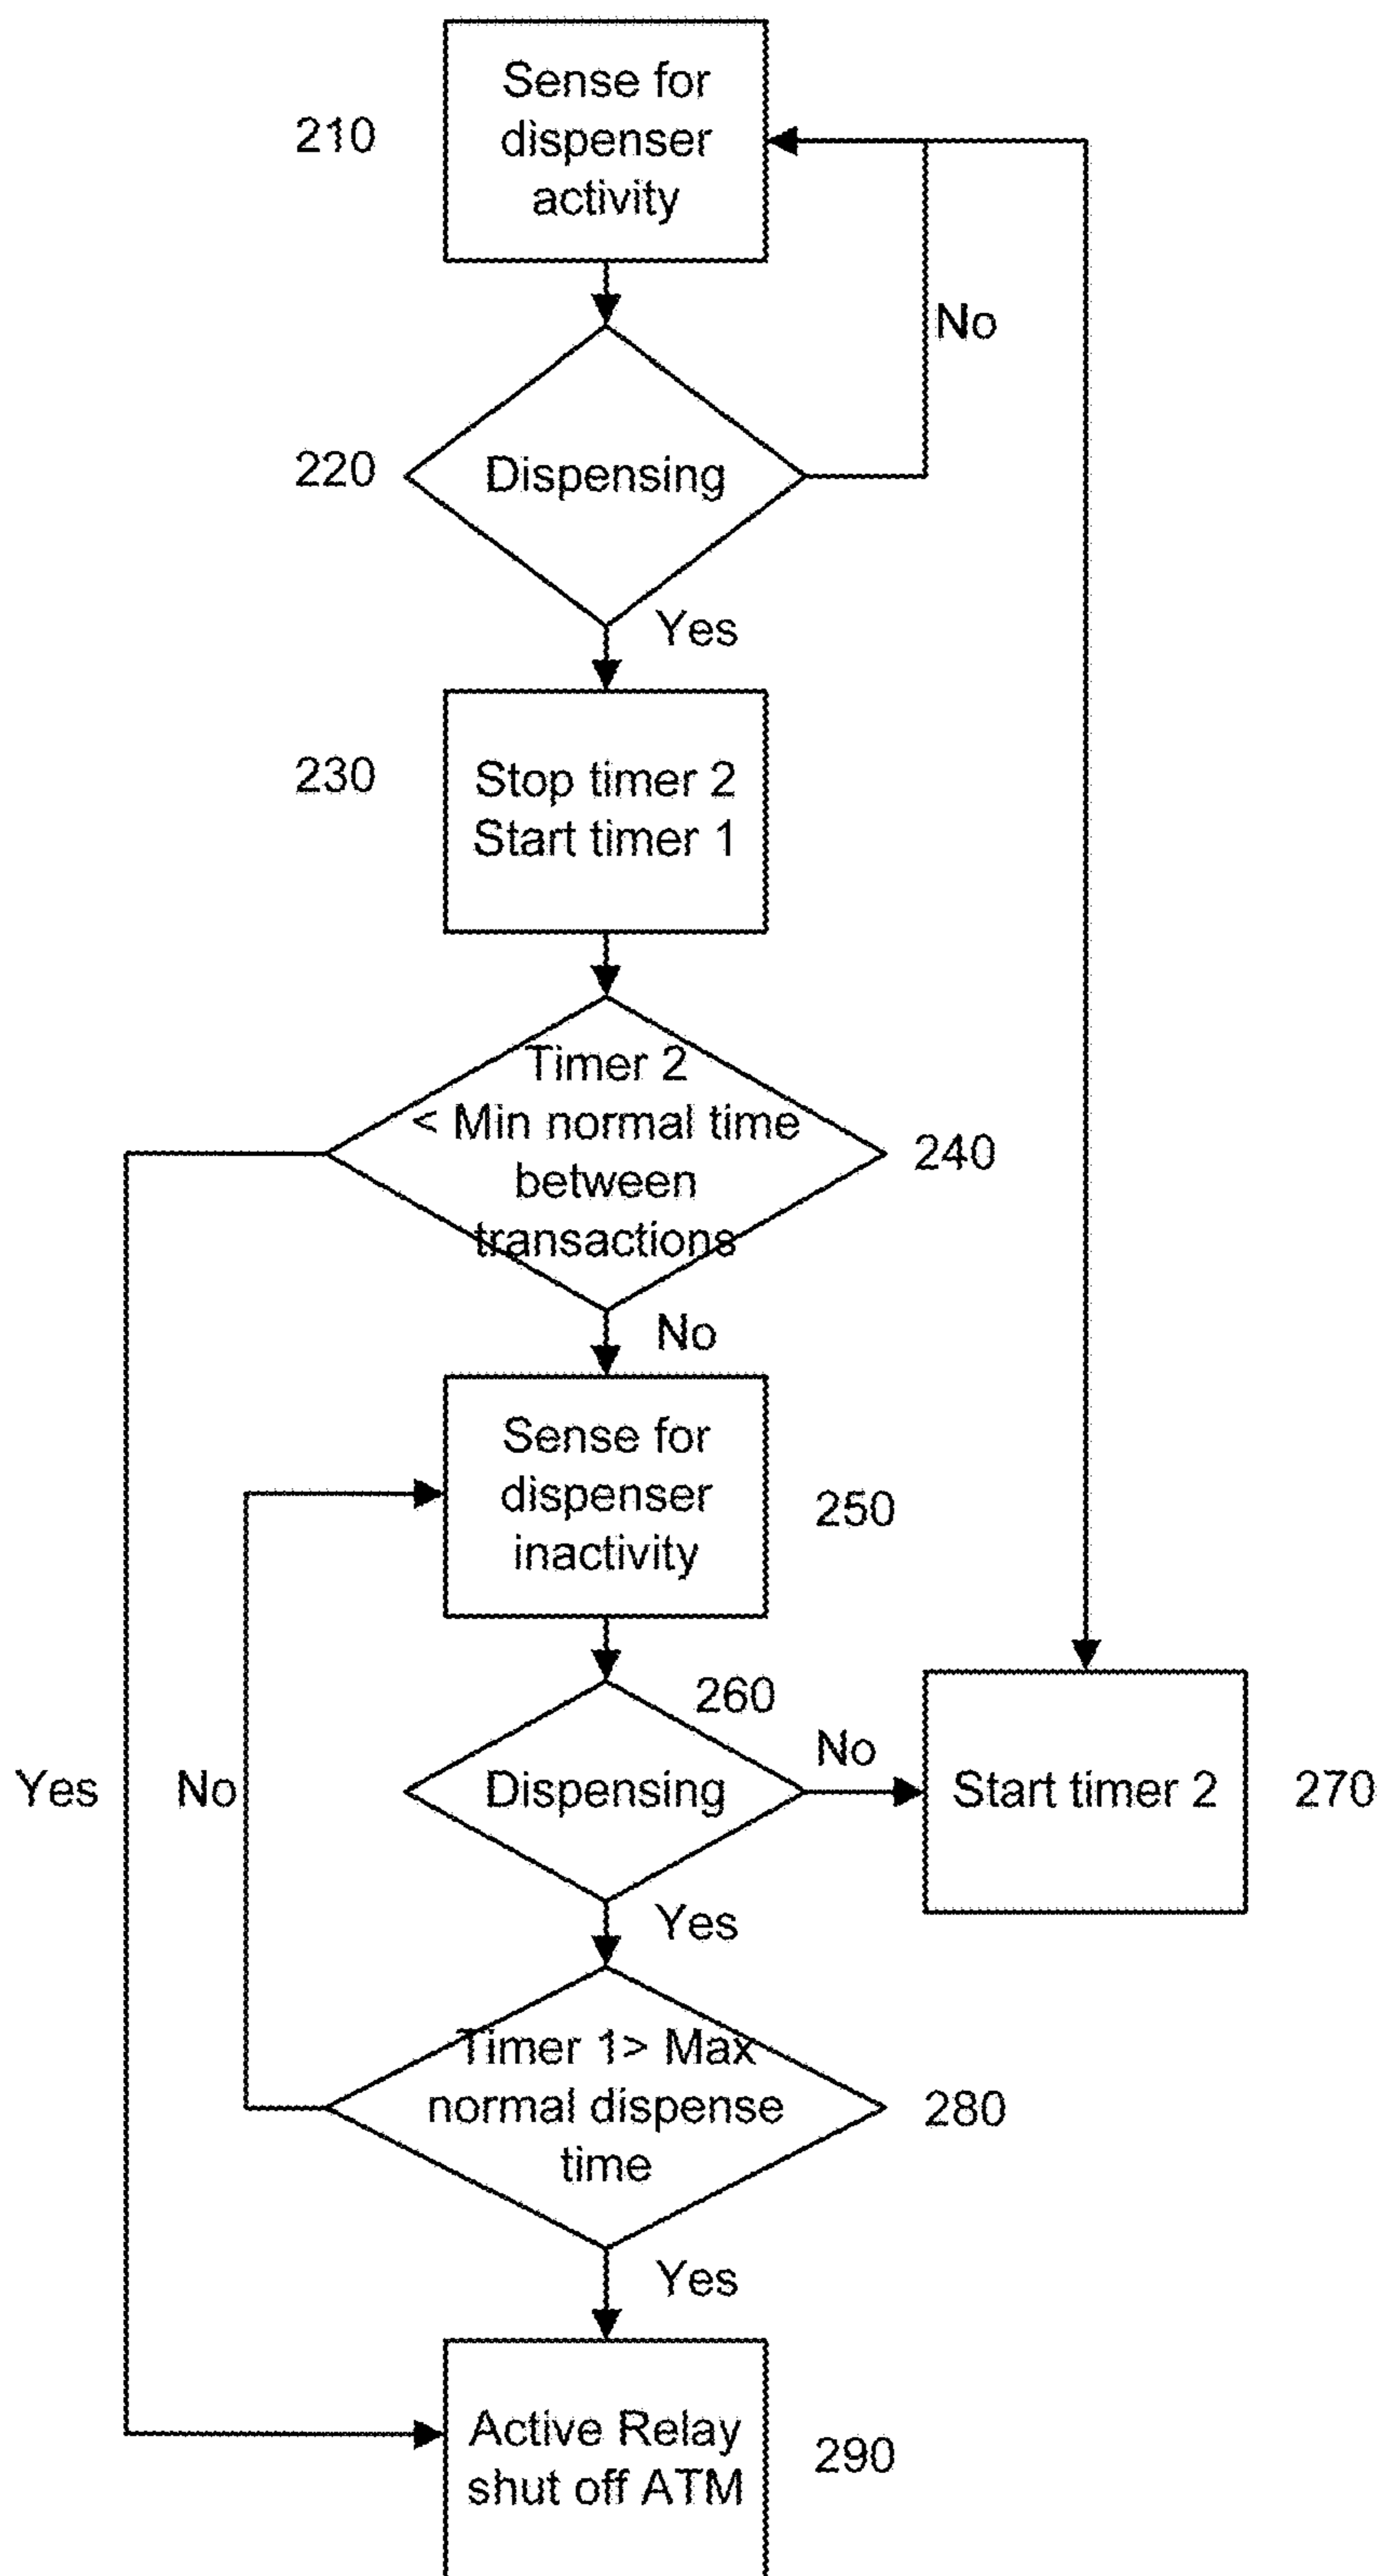 Sense for
dispenser
activity
210
No
220
Dispensing
Yes
230
Stop timer 2
Start timer 1
Timer 2
< Min normal time
between
transactions
240
No
Sense for
dispenser
inactivity
250
260
No
Yes
No
Dispensing
Start timer 2
270
Yes
Timer 1> Max
normal dispense
time
280
Yes
Active Relay
shut off ATM
290